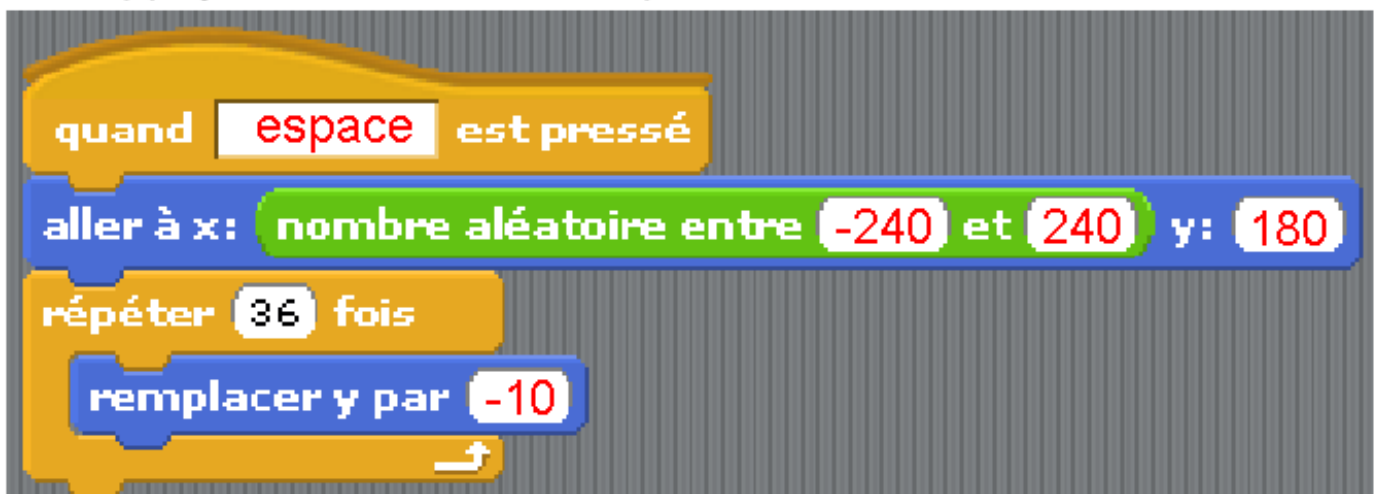 quand espace est pressé
aller à x: nombre aléatoire entre -240 et 240 y: 180
répéter 36 fois
remplacer y par -10